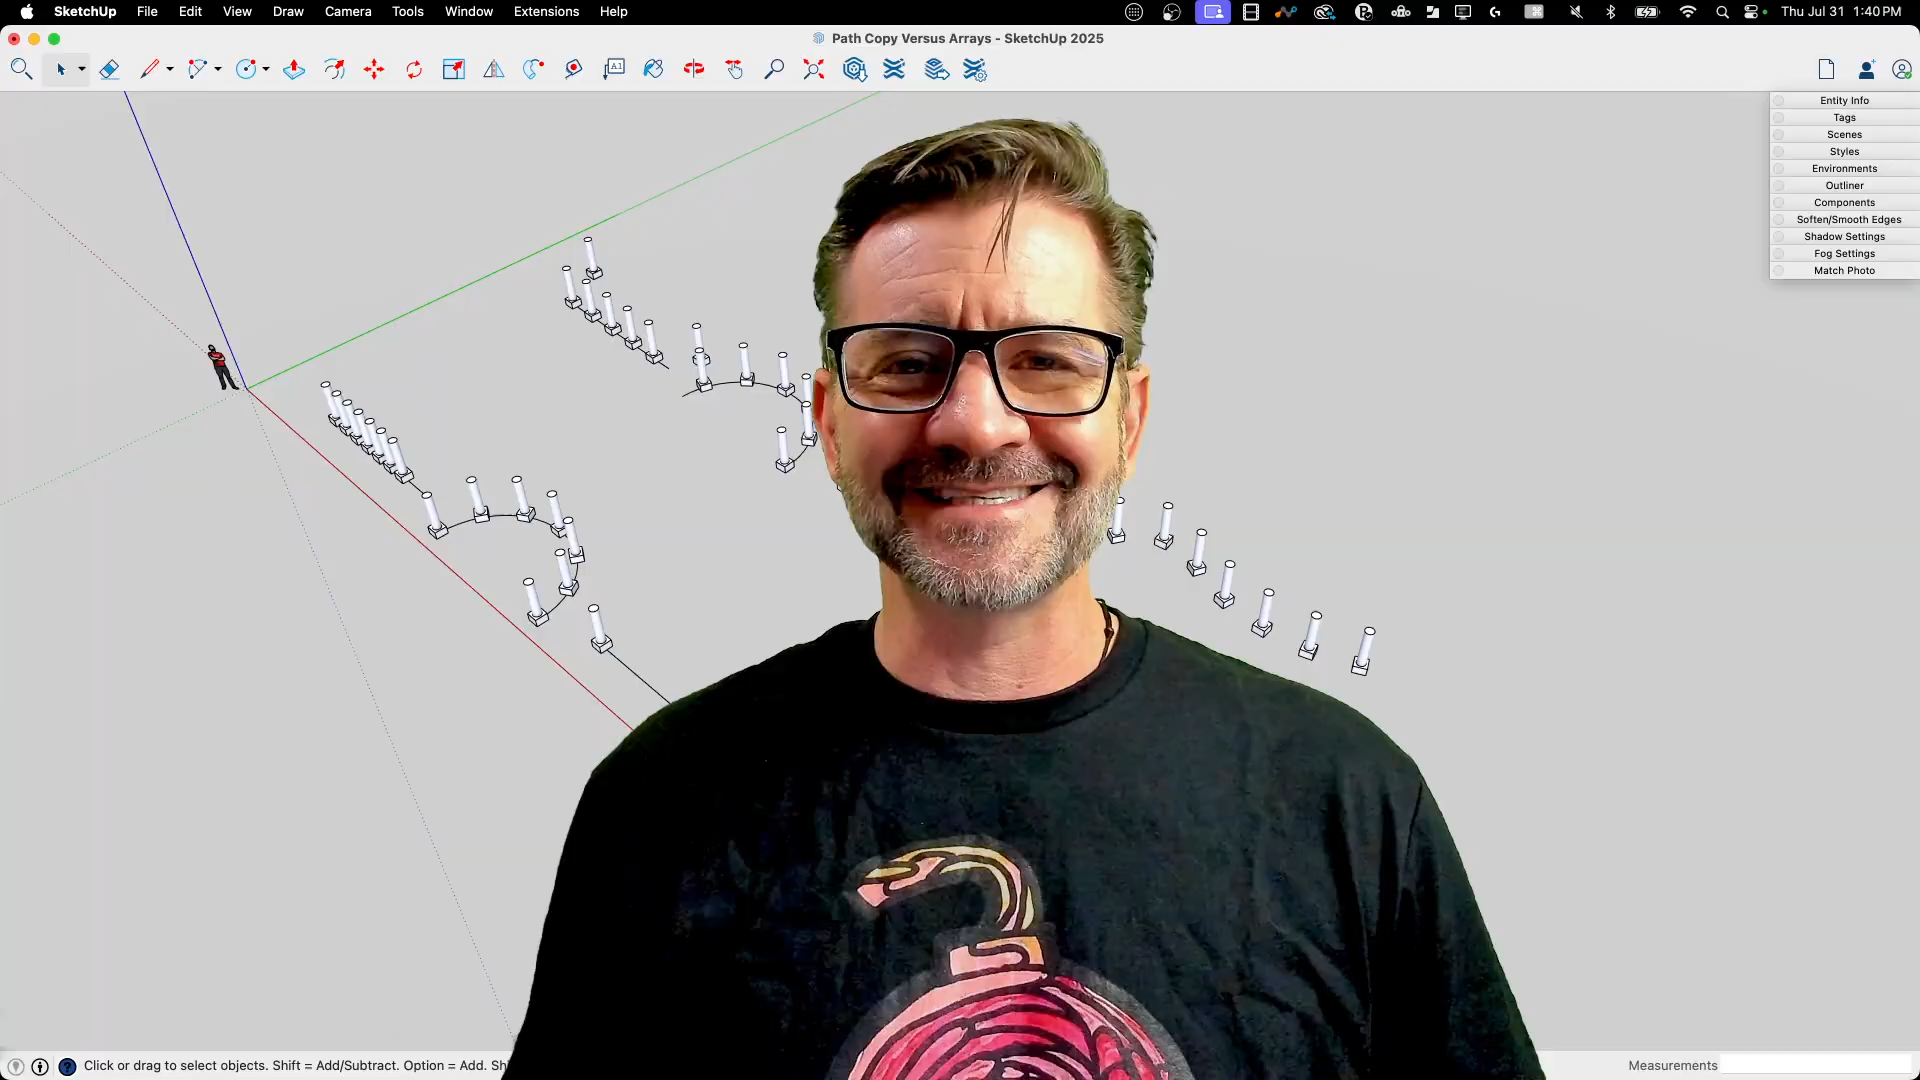 SketchUp File Edit View Draw Camera Tools Window Extensions Help Thu Jul 31 1:40 PM
Path Copy Versus Arrays - SketchUp 2025
A1
Entity Info
Tags
Scenes
Styles
Environments
Outliner
Components
Soften/Smooth Edges
Shadow Settings
Fog Settings
Match Photo
Click or drag to select objects. Shift = Add/Subtract. Option = Add. Sh
Measurements